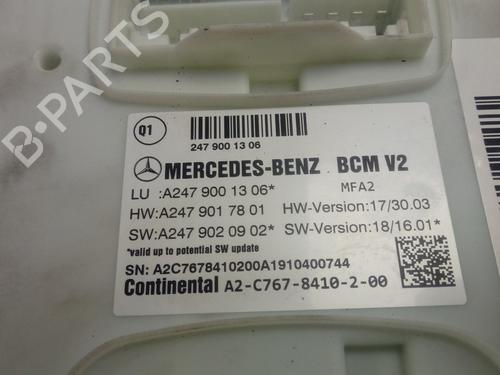 B-PARTS
Q1
247 900 13 06
MERCEDES-BENZ BCM V2
LU :A247 900 13 06* MFA2
HW:A247 901 78 01 HW-Version:17/30.03
SW:A247 902 09 02* SW-Version:18/16.01*
*valid up to potential SW update
SN: A2C7678410200A1910400744
Continental A2-C767-8410-2-00